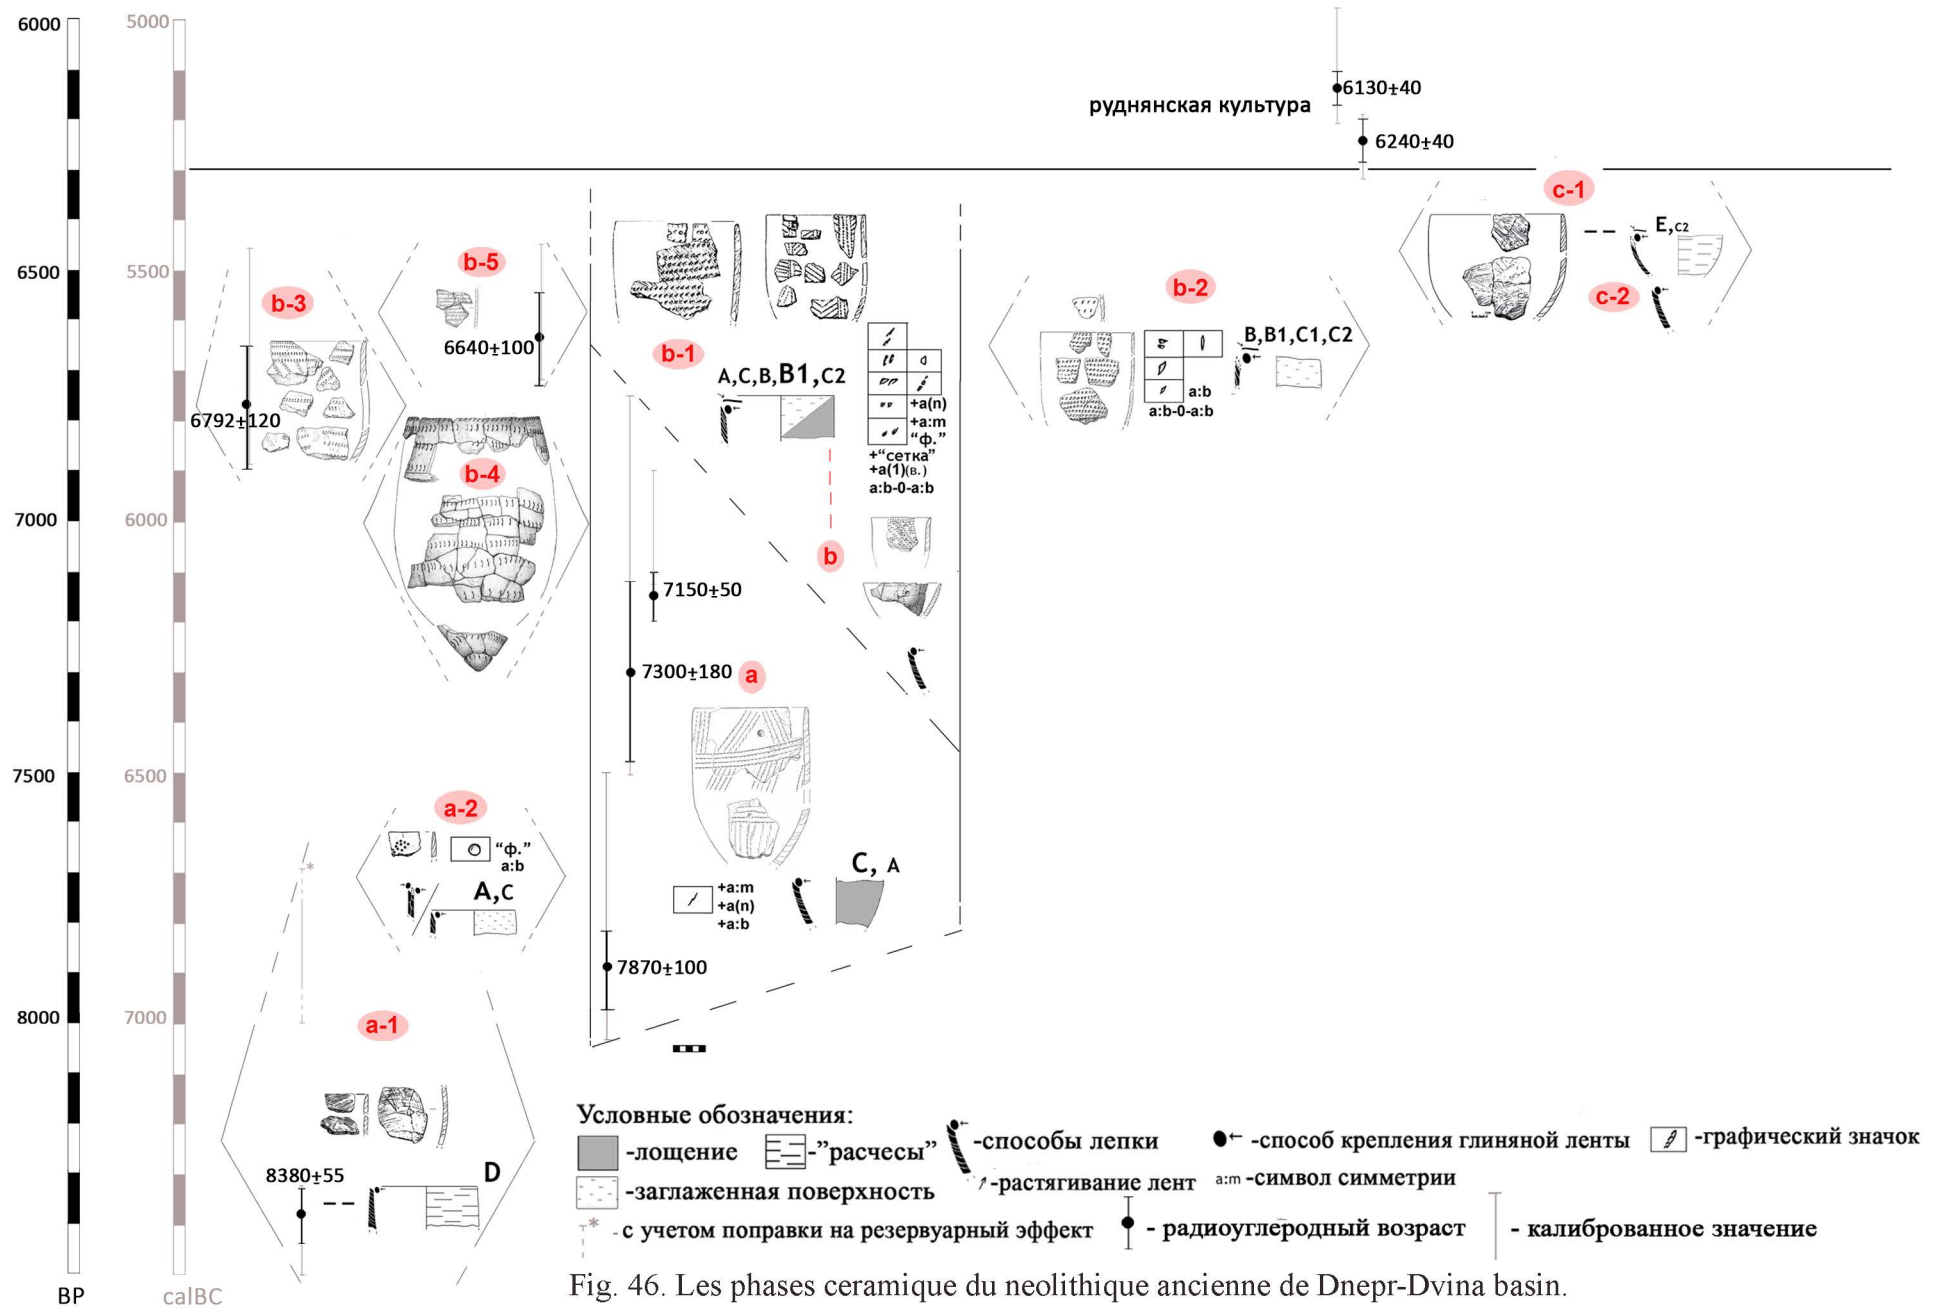 6000
5000
6130±40
руднянская культура
6240±40
c-1
E,c2
b-5
6500
5500
b-3
b-2
c-2
6640±100
b-1
B,B1,C1,C2
A,C,B,B1,C2
6792±120
a:b
a:b-0-a:b
+a(n)
+a:m
"ф."
+"сетка"
+a(1)(в.)
a:b-0-a:b
b-4
7000
6000
b
7150±50
7300±180
a
7500
6500
a-2
"ф."
a:b
A,C
*
C, A
+a:m
+a(n)
+a:b
7870±100
8000
7000
a-1
8380±55
D
Условные обозначения:
-лощение
-"расчесы"
-способы лепки
-способ крепления глиняной ленты
-графический значок
-заглаженная поверхность
-растягивание лент
a:m -символ симметрии
* - с учетом поправки на резервуарный эффект
- радиоуглеродный возраст
- калиброванное значение
BP
calBC
Fig. 46. Les phases ceramique du neolithique ancienne de Dnepr-Dvina basin.